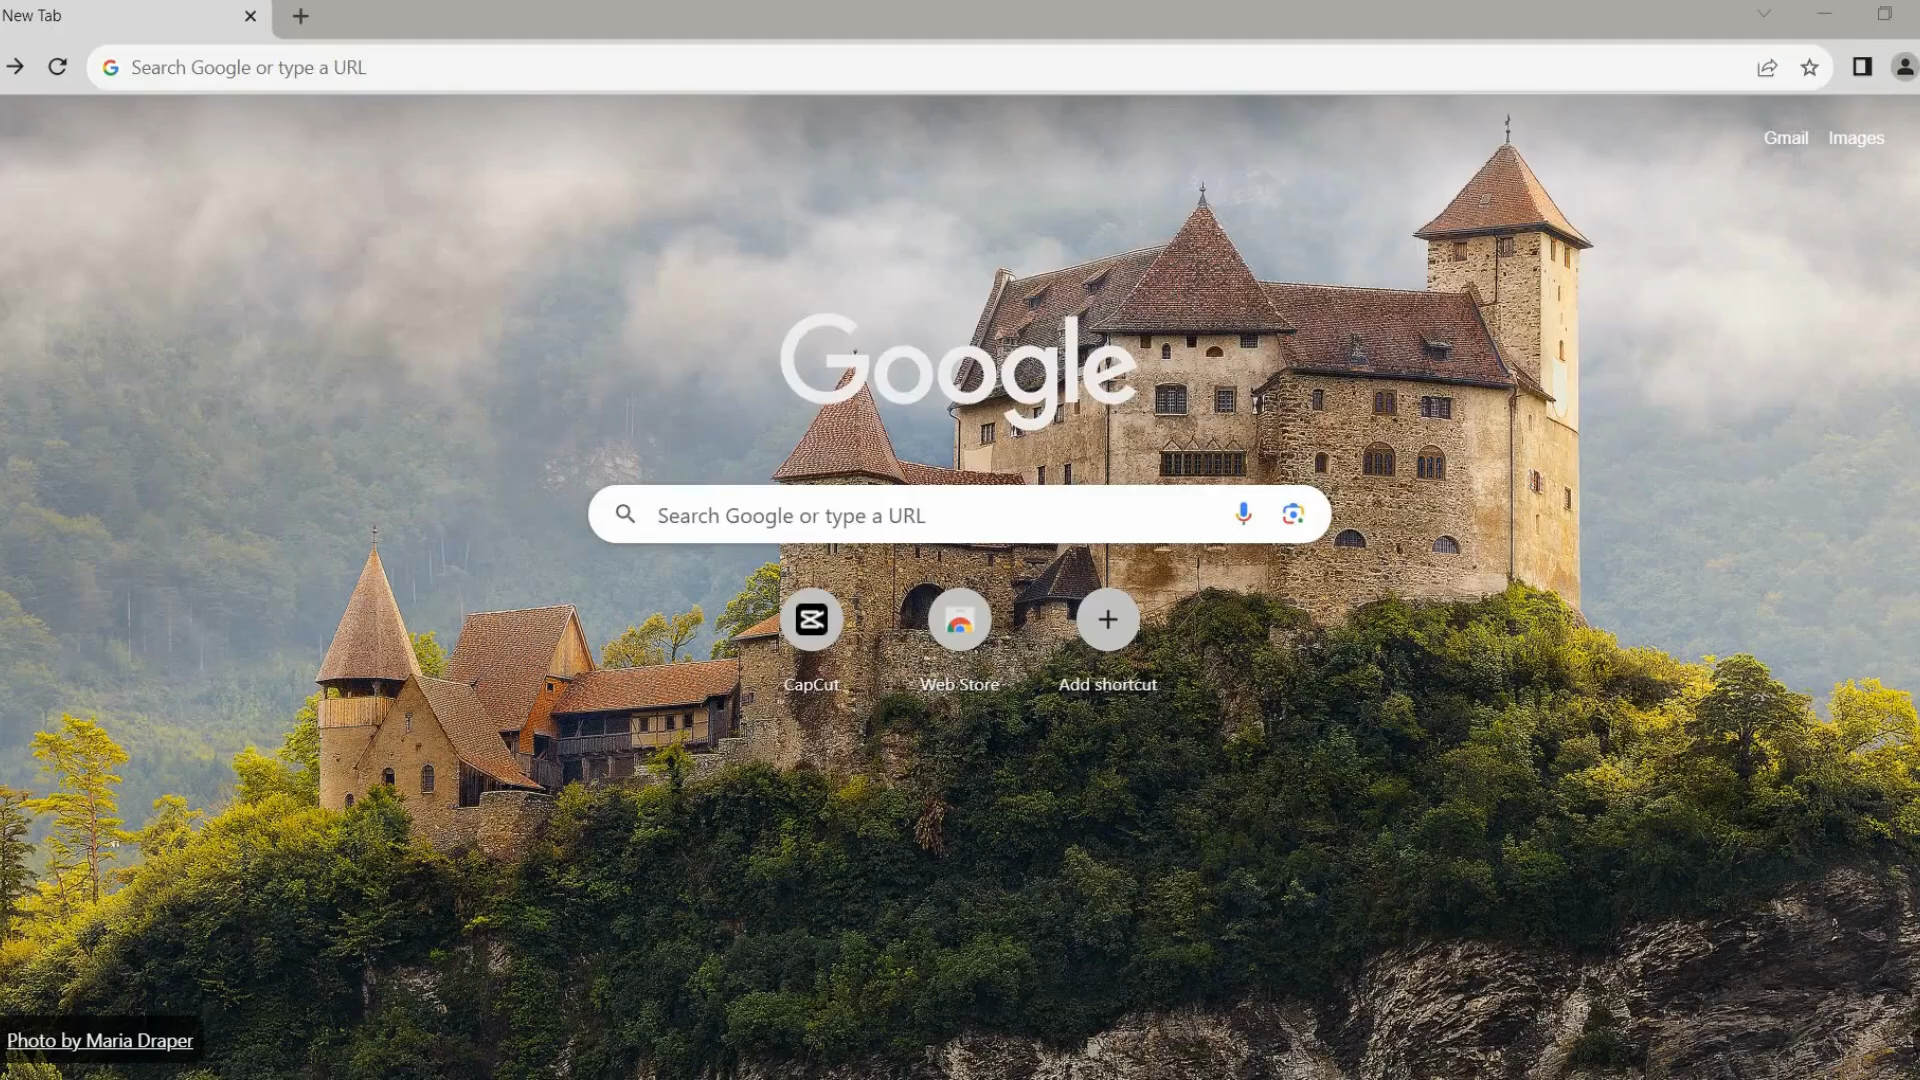 New Tab
Search Google or type a URL
Gmail Images
Google
Search Google or type a URL
CapCut Web Store Add shortcut
Photo by Maria Draper